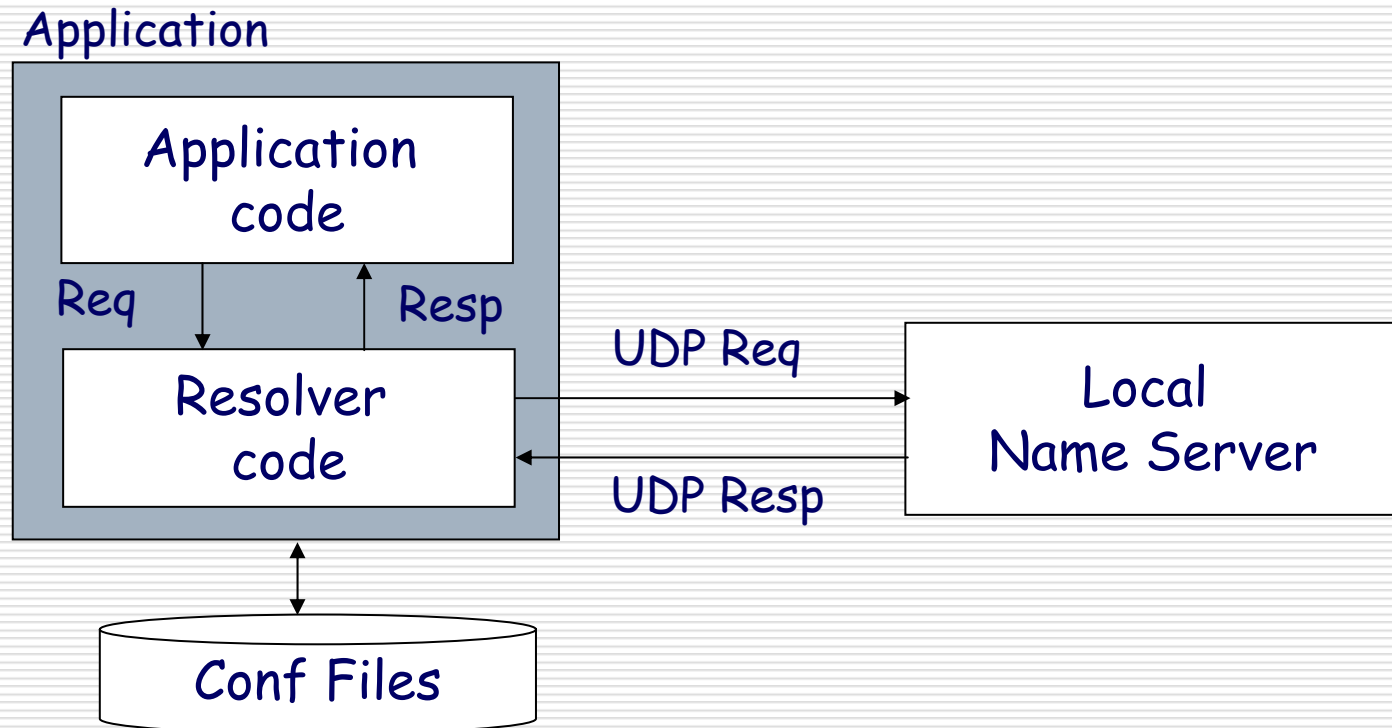 Application
Application
code
Req
Resp
Resolver
code
UDP Req
UDP Resp
Local
Name Server
Conf Files